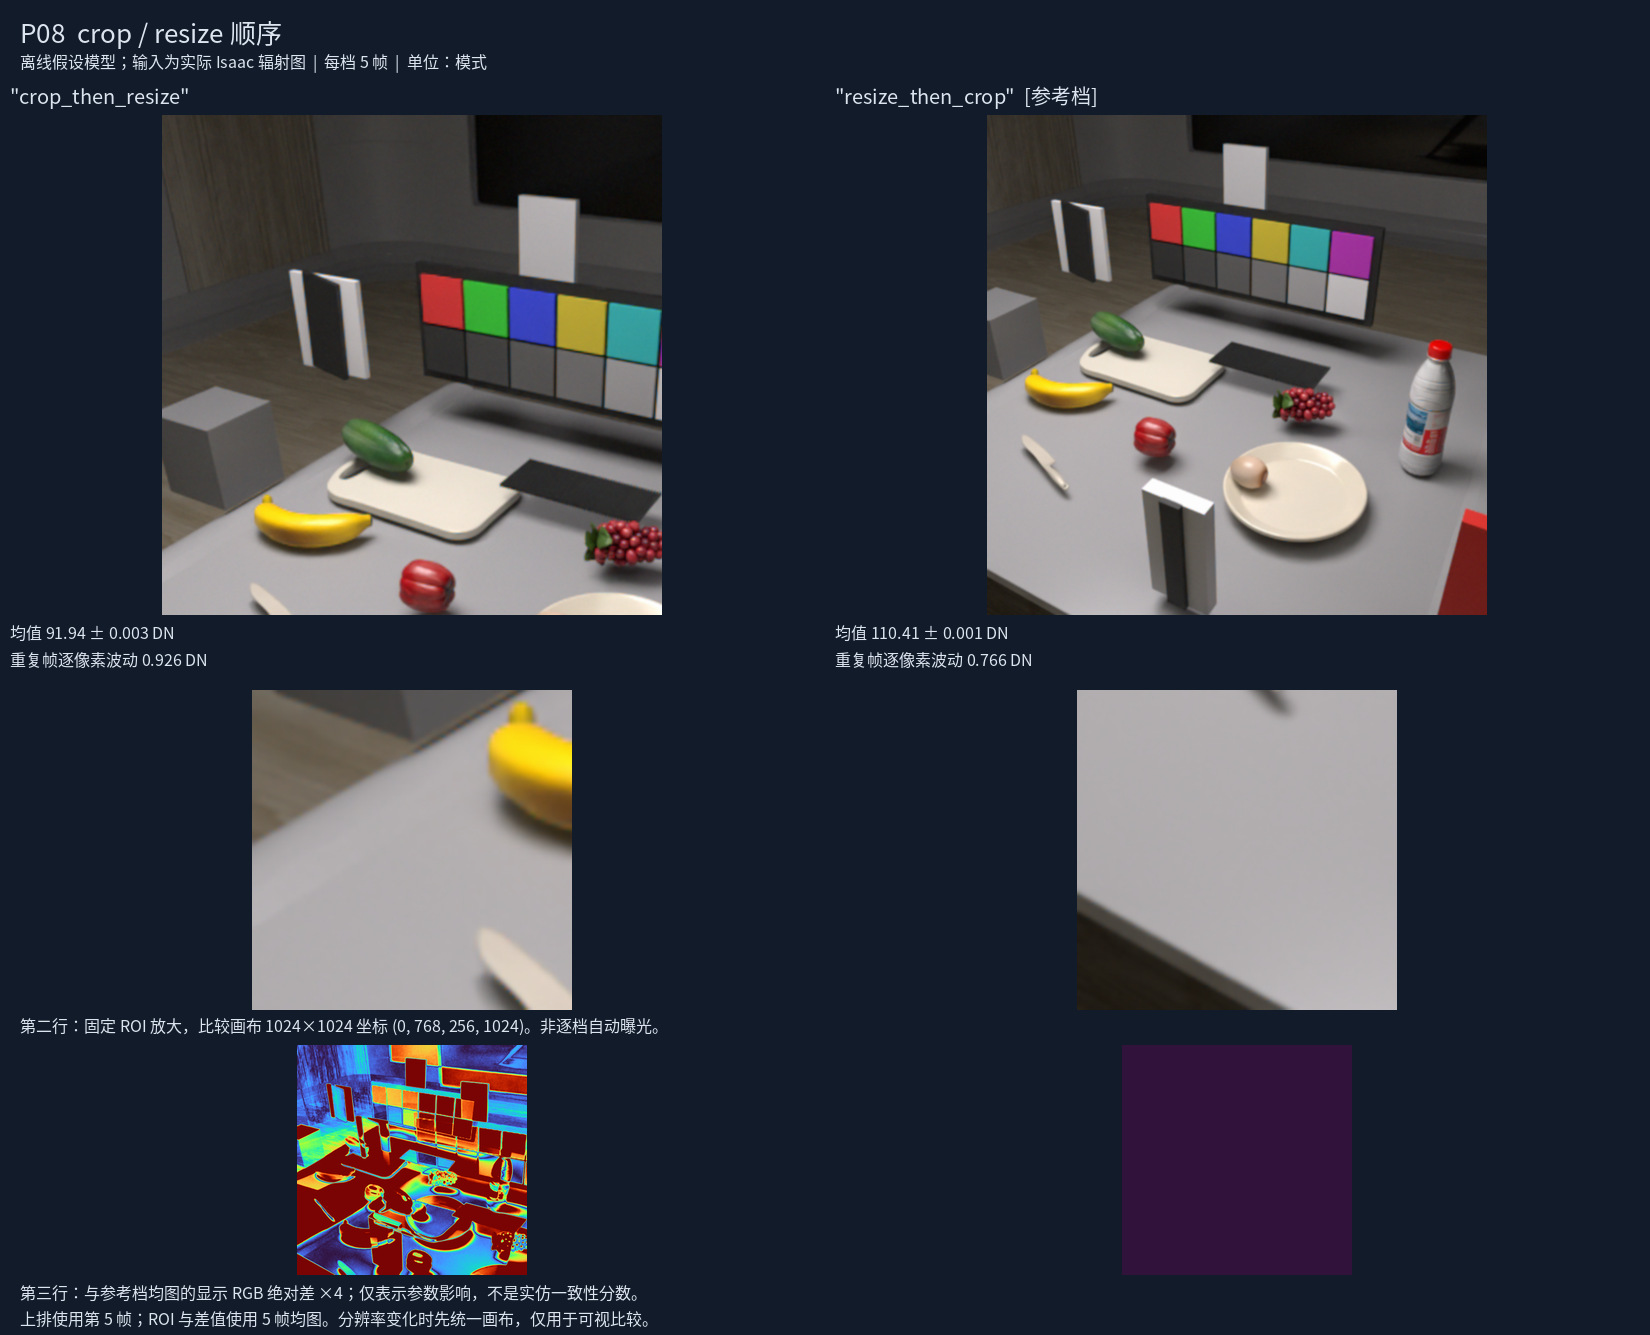 P08 crop / resize 顺序
离线假设模型；输入为实际 Isaac 辐射图 | 每档 5 帧 | 单位：模式
"crop_then_resize"
"resize_then_crop" [参考档]
均值 91.94 ± 0.003 DN
重复帧逐像素波动 0.926 DN
均值 110.41 ± 0.001 DN
重复帧逐像素波动 0.766 DN
第二行：固定 ROI 放大，比较画布 1024×1024 坐标 (0, 768, 256, 1024)。非逐档自动曝光。
第三行：与参考档均图的显示 RGB 绝对差 ×4；仅表示参数影响，不是实仿一致性分数。
上排使用第 5 帧；ROI 与差值使用 5 帧均图。分辨率变化时先统一画布，仅用于可视比较。